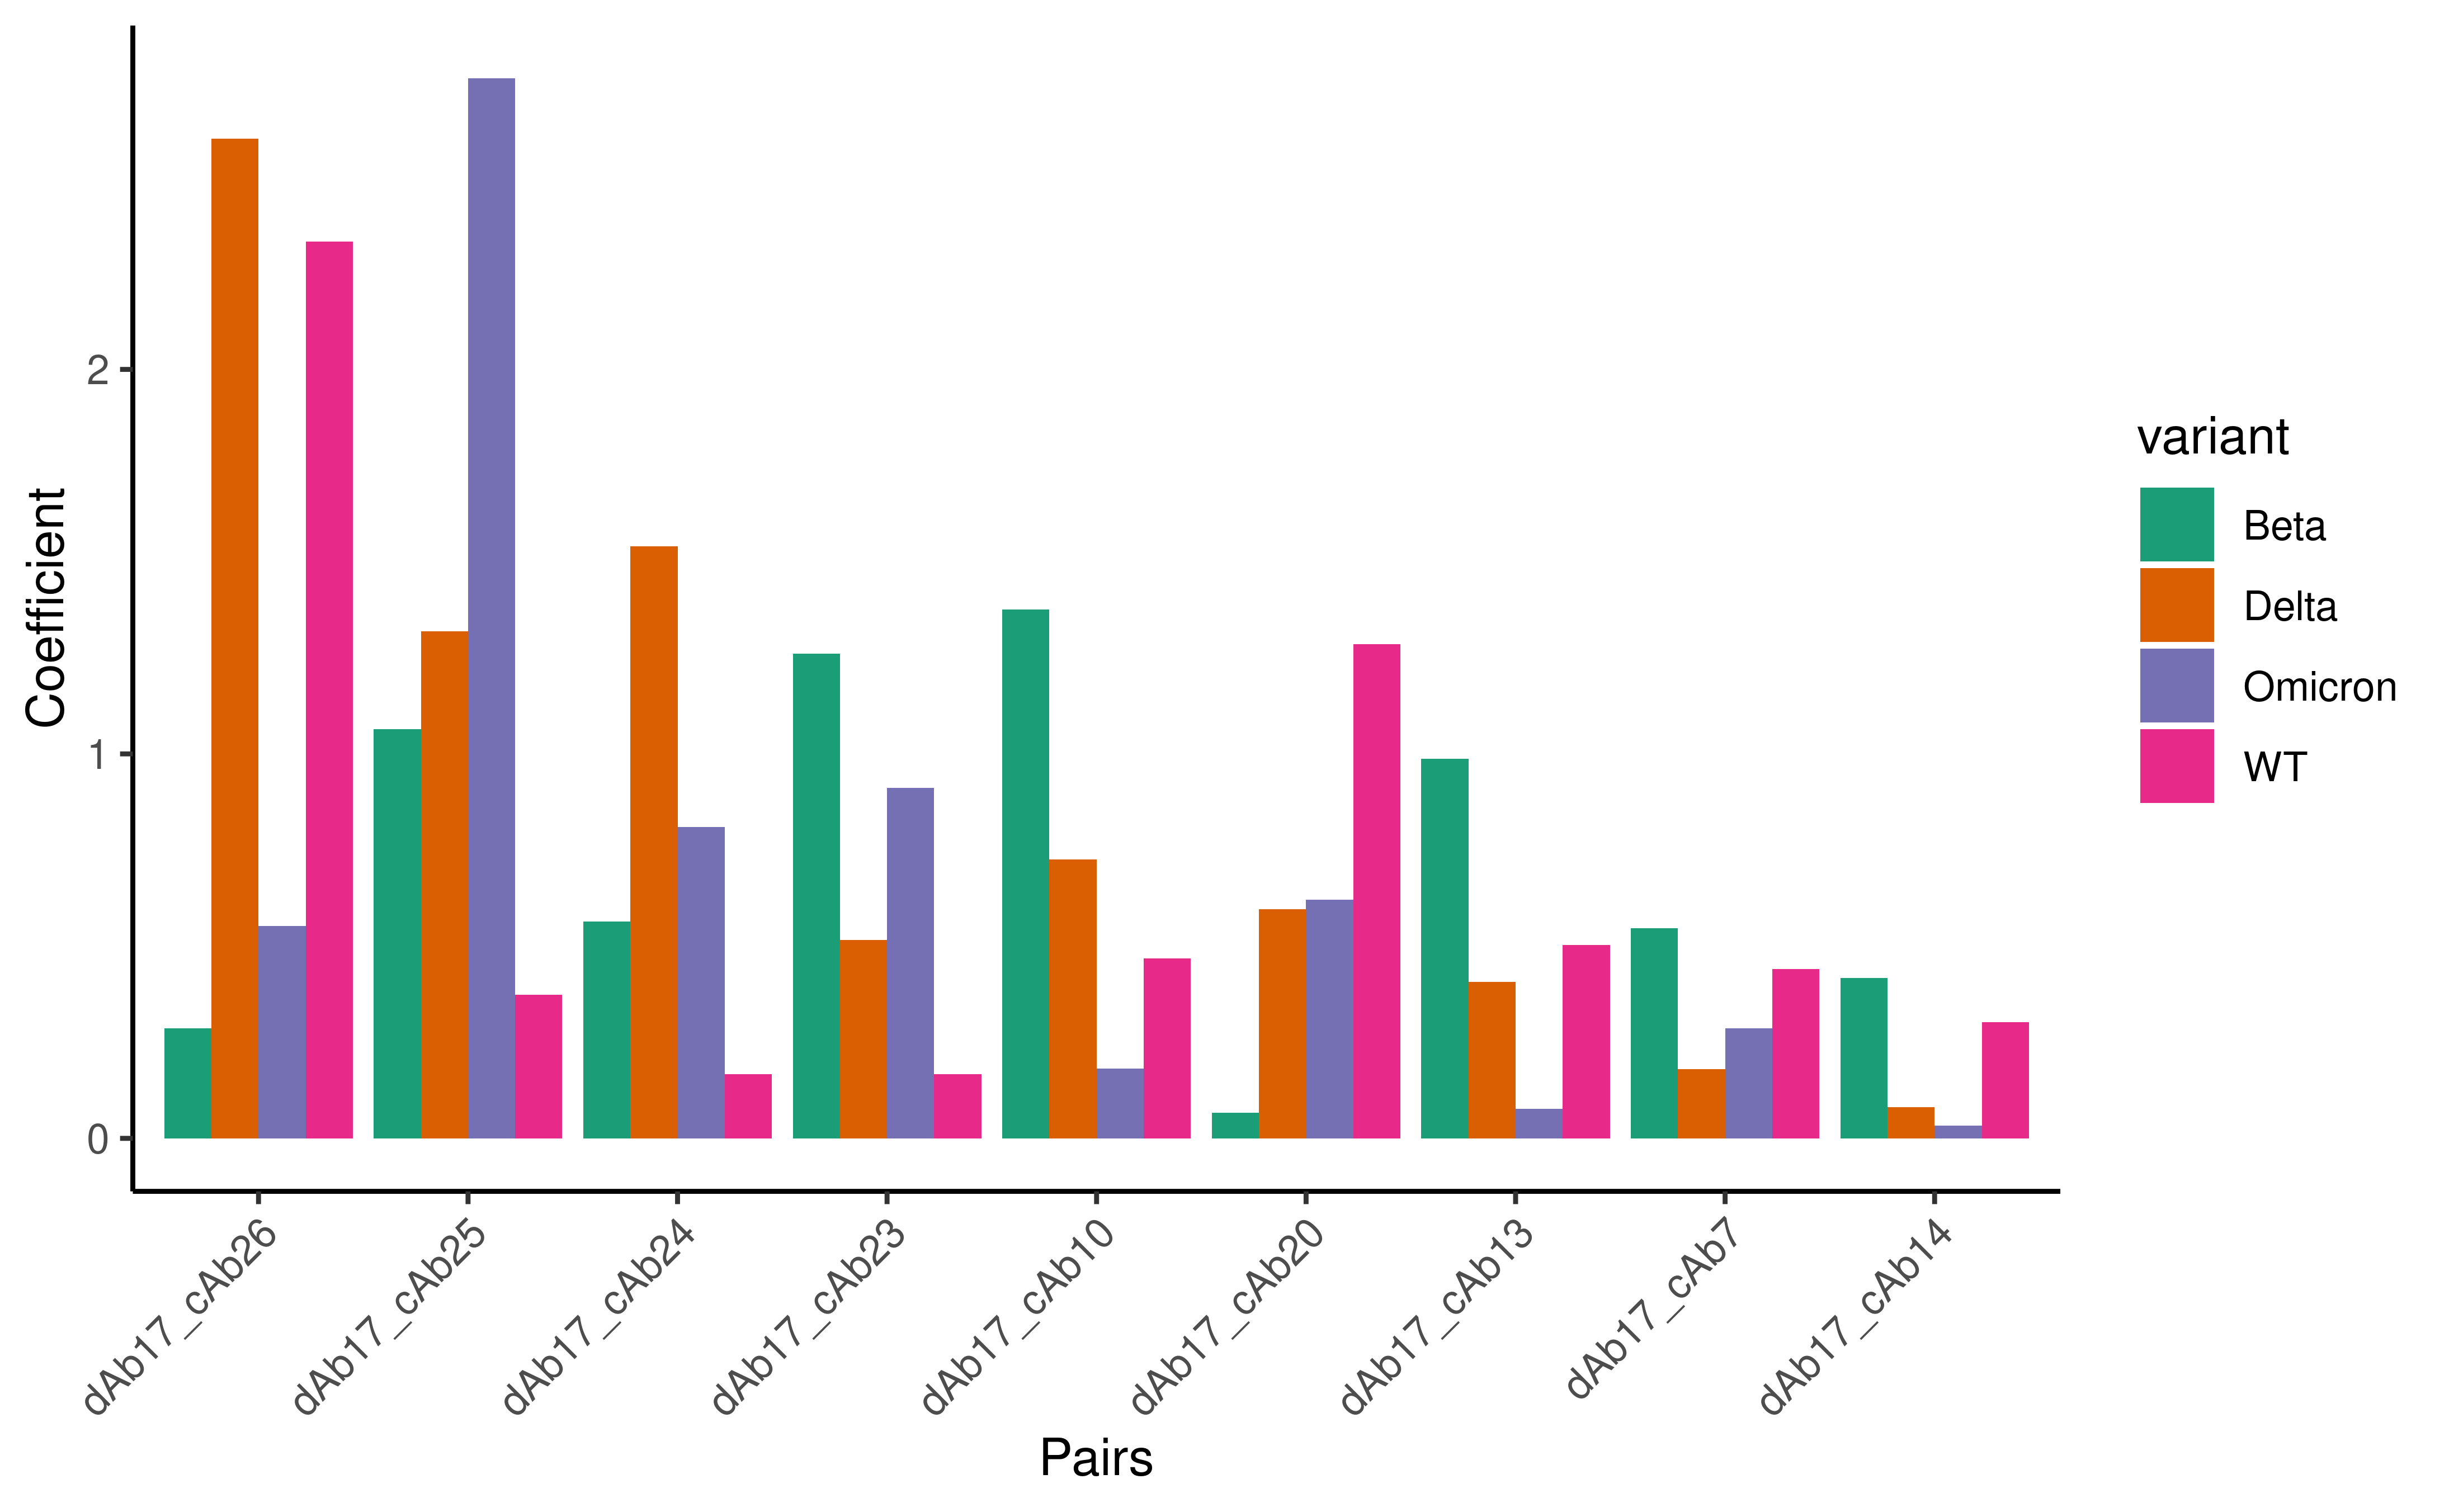 Coefficient
2
1
0
dAb17_cAb26
dAb17_cAb25
dAb17_cAb24
dAb17_cAb23
dAb17_cAb10
dAb17_cAb20
dAb17_cAb13
dAb17_cAb7
dAb17_cAb14
Pairs
variant
Beta
Delta
Omicron
WT